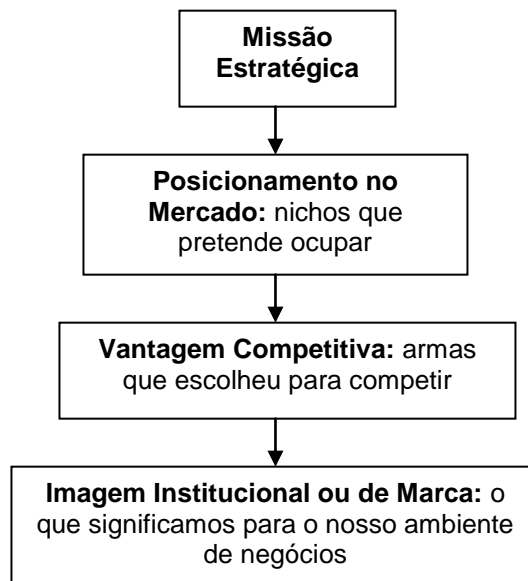 Missão
Estratégica
Posicionamento no
Mercado: nichos que
pretende ocupar
Vantagem Competitiva: armas
que escolheu para competir
Imagem Institucional ou de Marca: o
que significamos para o nosso ambiente
de negócios